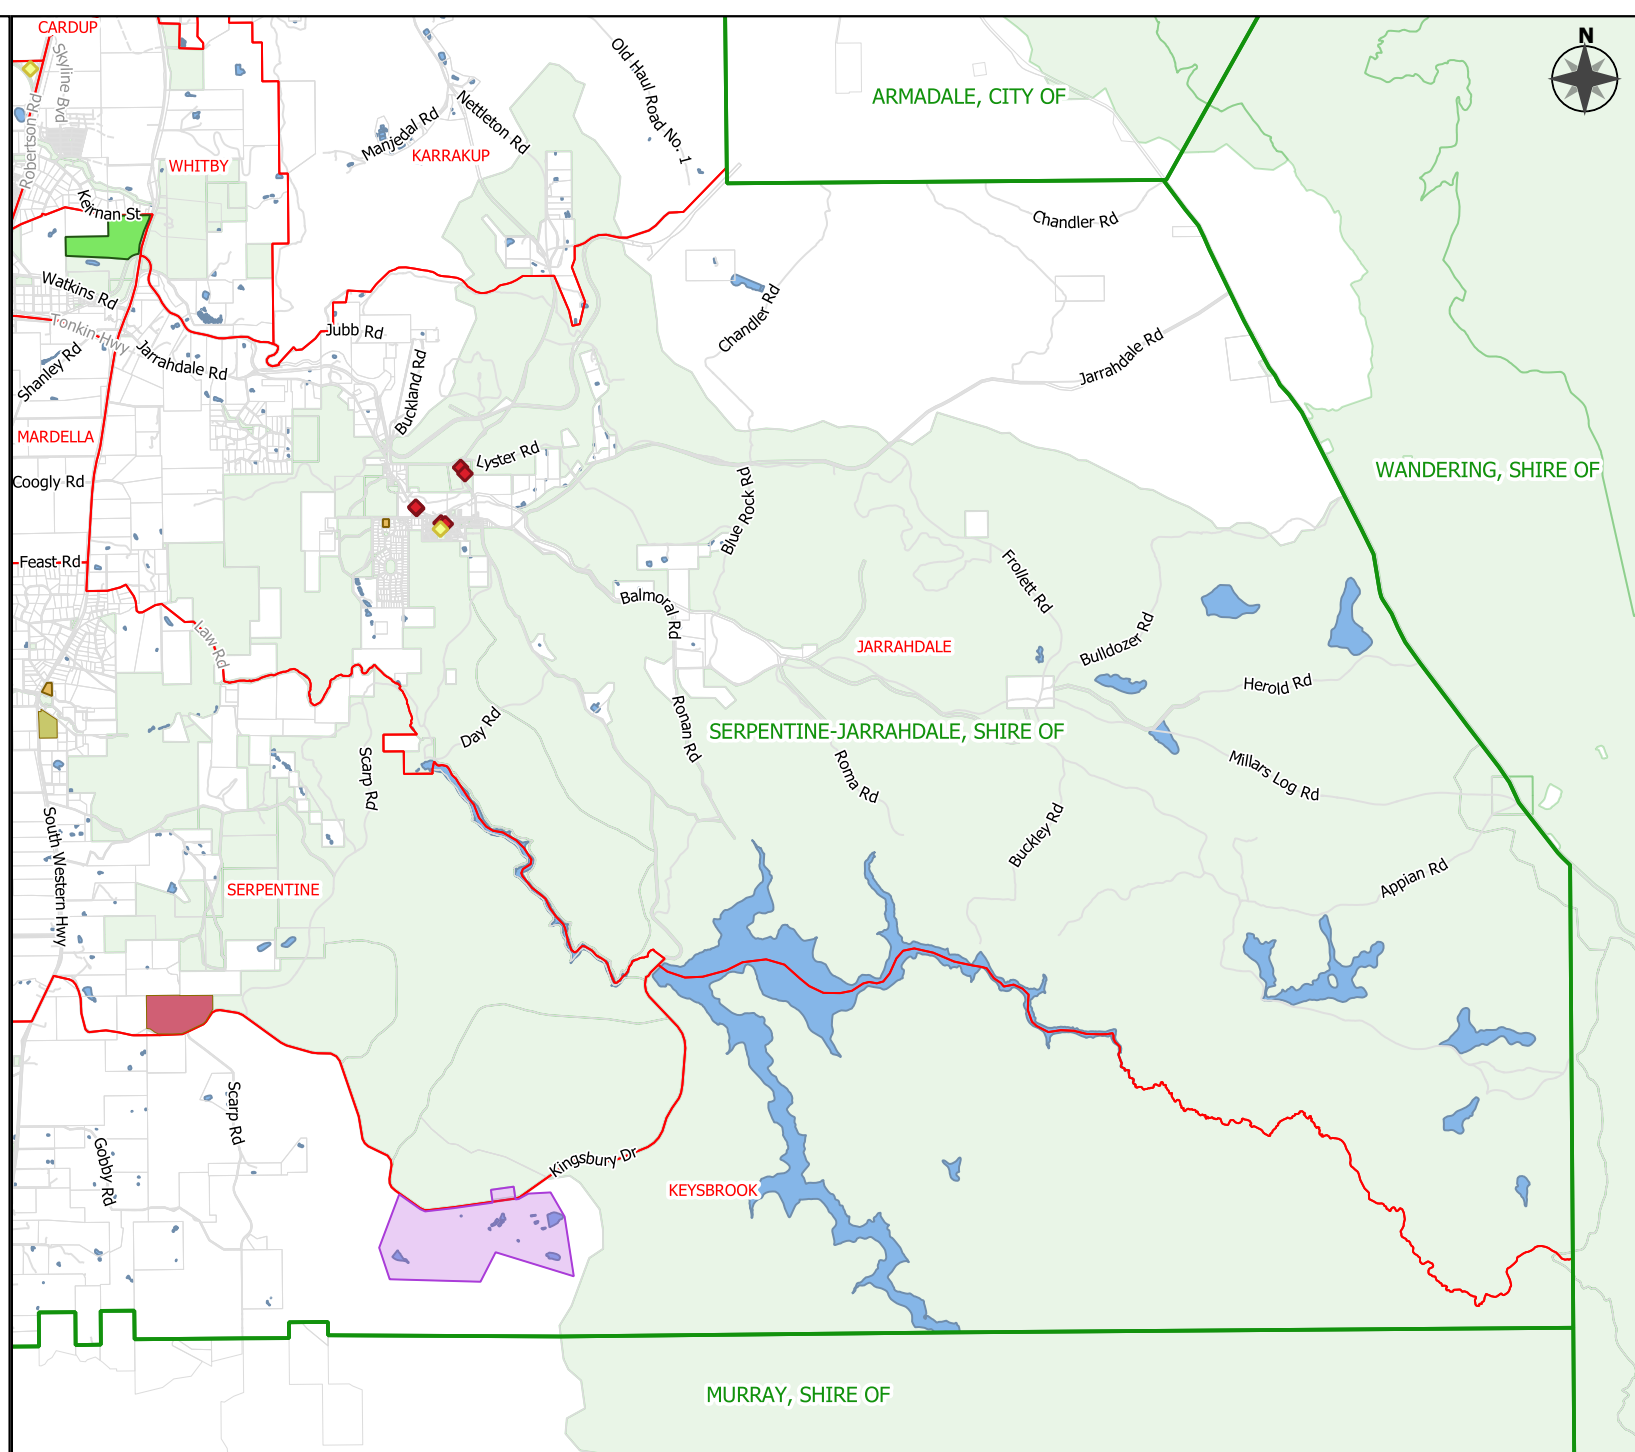 CARDUP
N
Skyline Bvd
Old Haul Road No. 1
ARMADALE, CITY OF
Nettleton Rd
Manjedal Rd
Robertson Rd
KARRAKUP
WHITBY
Keirnan St
Chandler Rd
Watkins Rd
Chandler Rd
Tonkin Hwy
Jubb Rd
Jarrahdale Rd
Jarrahdale Rd
Shanley Rd
Buckland Rd
MARDELLA
Lyster Rd
WANDERING, SHIRE OF
Coogly Rd
Blue Rock Rd
Feast Rd
Frollett Rd
Balmoral Rd
Law Rd
JARRAHDALE
Bulldozer Rd
Herold Rd
Day Rd
Ronan Rd
SERPENTINE-JARRAHDALE, SHIRE OF
Scarp Rd
Roma Rd
Millars Log Rd
Buckley Rd
South Western Hwy
SERPENTINE
Appian Rd
Scarp Rd
Gobby Rd
Kingsbury Dr
KEYSBROOK
MURRAY, SHIRE OF